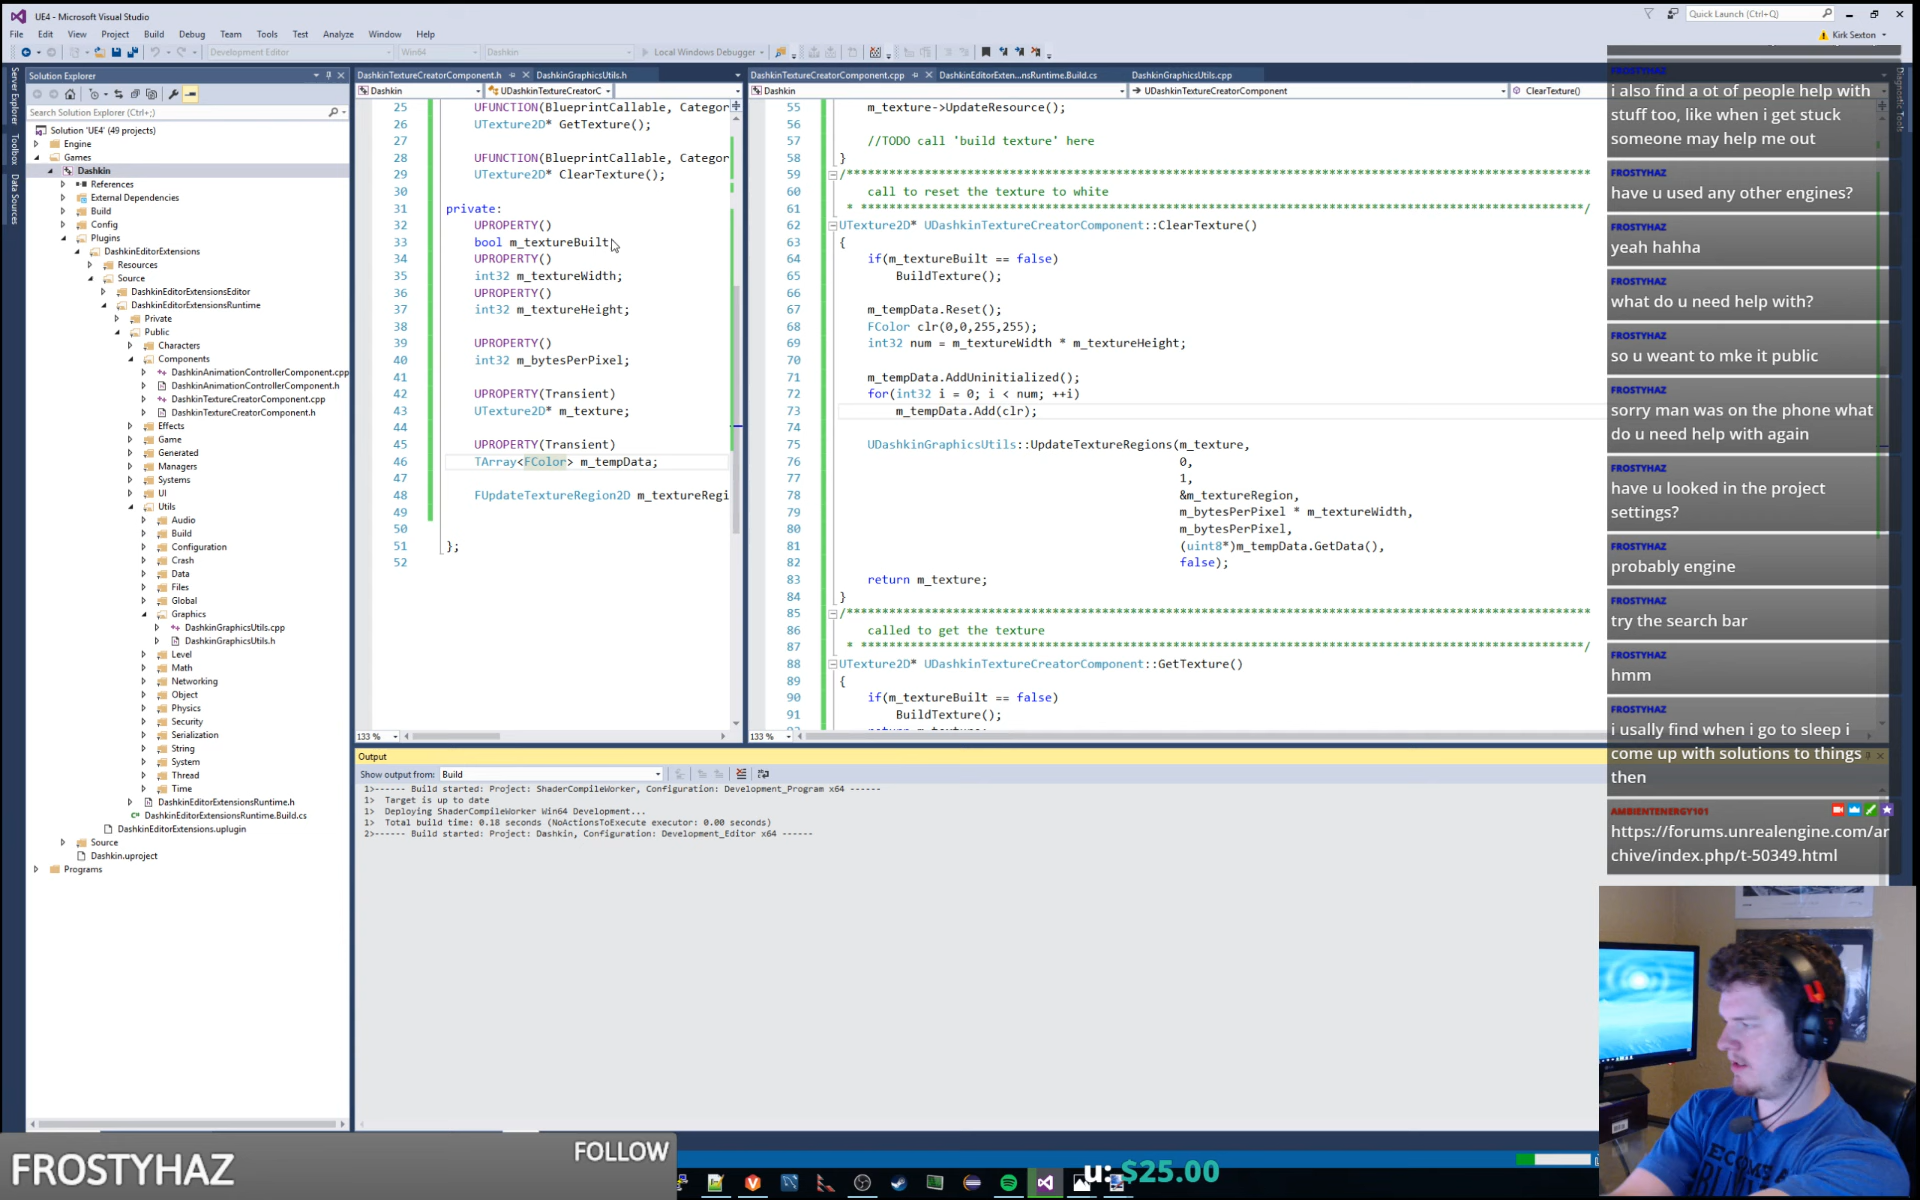 UE4 - Microsoft Visual Studio
Quick Launch (Ctrl+Q)
File Edit View Project Build Debug Team Tools Test Analyze Window Help
Kirk Sexton
Development Editor Win64 Dashkin Local Windows Debugger
Server Explorer
Toolbox
Data Sources
Diagnostic Tools
Solution Explorer
Search Solution Explorer (Ctrl+;)
Solution 'UE4' (49 projects)
Engine
Games
Dashkin
References
External Dependencies
Build
Config
Plugins
DashkinEditorExtensions
Resources
Source
DashkinEditorExtensionsEditor
DashkinEditorExtensionsRuntime
Private
Public
Characters
Components
DashkinAnimationControllerComponent.cpp
DashkinAnimationControllerComponent.h
DashkinTextureCreatorComponent.cpp
DashkinTextureCreatorComponent.h
Effects
Game
Generated
Managers
Systems
UI
Utils
Audio
Build
Configuration
Crash
Data
Files
Global
Graphics
DashkinGraphicsUtils.cpp
DashkinGraphicsUtils.h
Level
Math
Networking
Object
Physics
Security
Serialization
String
System
Thread
Time
DashkinEditorExtensionsRuntime.h
DashkinEditorExtensionsRuntime.Build.cs
DashkinEditorExtensions.uplugin
Source
Dashkin.uproject
Programs
DashkinTextureCreatorComponent.h DashkinGraphicsUtils.h
Dashkin UDashkinTextureCreatorC
25 UFUNCTION(BlueprintCallable, Categor
26 UTexture2D* GetTexture();
27
28 UFUNCTION(BlueprintCallable, Categor
29 UTexture2D* ClearTexture();
30
31 private:
32 UPROPERTY()
33 bool m_textureBuilt;
34 UPROPERTY()
35 int32 m_textureWidth;
36 UPROPERTY()
37 int32 m_textureHeight;
38
39 UPROPERTY()
40 int32 m_bytesPerPixel;
41
42 UPROPERTY(Transient)
43 UTexture2D* m_texture;
44
45 UPROPERTY(Transient)
46 TArray<FColor> m_tempData;
47
48 FUpdateTextureRegion2D m_textureRegi
49
50
51 };
52
133 %
DashkinTextureCreatorComponent.cpp DashkinEditorExten...nsRuntime.Build.cs DashkinGraphicsUtils.cpp
Dashkin UDashkinTextureCreatorComponent ClearTexture()
55 m_texture->UpdateResource();
56
57 //TODO call 'build texture' here
58 }
59 /*********************************************************************************************************
60 call to reset the texture to white
61 * *******************************************************************************************************/
62 UTexture2D* UDashkinTextureCreatorComponent::ClearTexture()
63 {
64 if(m_textureBuilt == false)
65 BuildTexture();
66
67 m_tempData.Reset();
68 FColor clr(0,0,255,255);
69 int32 num = m_textureWidth * m_textureHeight;
70
71 m_tempData.AddUninitialized();
72 for(int32 i = 0; i < num; ++i)
73 m_tempData.Add(clr);
74
75 UDashkinGraphicsUtils::UpdateTextureRegions(m_texture,
76 0,
77 1,
78 &m_textureRegion,
79 m_bytesPerPixel * m_textureWidth,
80 m_bytesPerPixel,
81 (uint8*)m_tempData.GetData(),
82 false);
83 return m_texture;
84 }
85 /*********************************************************************************************************
86 called to get the texture
87 * *******************************************************************************************************/
88 UTexture2D* UDashkinTextureCreatorComponent::GetTexture()
89 {
90 if(m_textureBuilt == false)
91 BuildTexture();
133 %
Output
Show output from: Build
1>------ Build started: Project: ShaderCompileWorker, Configuration: Development_Program x64 ------
1> Target is up to date
1> Deploying ShaderCompileWorker Win64 Development...
1> Total build time: 0.18 seconds (NoActionsToExecute executor: 0.00 seconds)
2>------ Build started: Project: Dashkin, Configuration: Development_Editor x64 ------
FROSTYHAZ
i also find a ot of people help with
stuff too, like when i get stuck
someone may help me out
FROSTYHAZ
have u used any other engines?
FROSTYHAZ
yeah hahha
FROSTYHAZ
what do u need help with?
FROSTYHAZ
so u weant to mke it public
FROSTYHAZ
sorry man was on the phone what
do u need help with again
FROSTYHAZ
have u looked in the project
settings?
FROSTYHAZ
probably engine
FROSTYHAZ
try the search bar
FROSTYHAZ
hmm
FROSTYHAZ
i usally find when i go to sleep i
come up with solutions to things
then
AMBIENTENERGY101
https://forums.unrealengine.com/ar
chive/index.php/t-50349.html
FROSTYHAZ
FOLLOW
u: $25.00